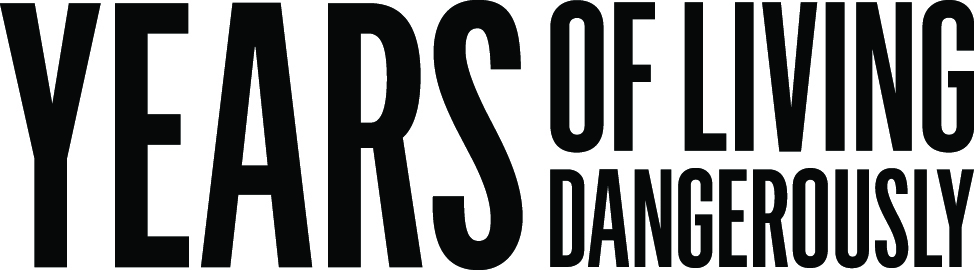 YEARS
OF LIVING
DANGEROUSLY